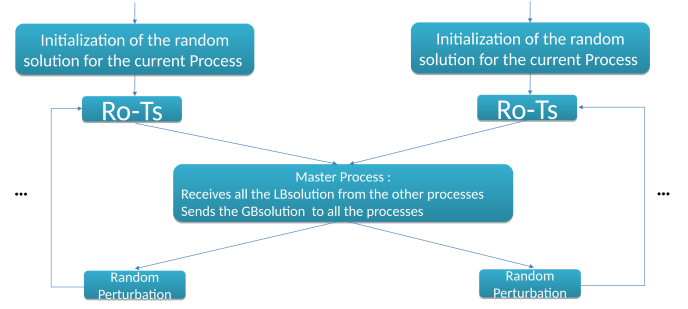 Initialization of the random
solution for the current Process
Initialization of the random
solution for the current Process
Ro-Ts
Ro-Ts
Master Process :
Receives all the LBsolution from the other processes
Sends the GBsolution to all the processes
...
...
Random
Perturbation
Random
Perturbation